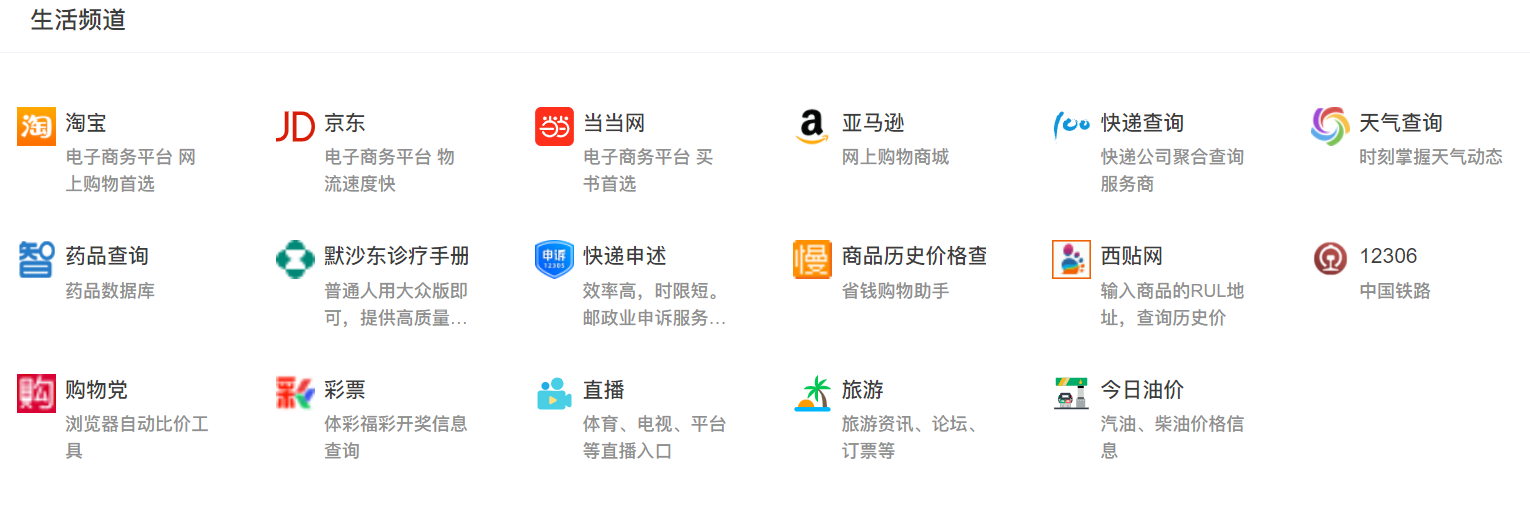 生活频道
淘 淘宝
电子商务平台 网
上购物首选
JD 京东
电子商务平台 物
流速度快
当当 当当网
电子商务平台 买
书首选
a 亚马逊
网上购物商城
100 快递查询
快递公司聚合查询
服务商
天气查询
时刻掌握天气动态
智 药品查询
药品数据库
默沙东诊疗手册
普通人用大众版即
可，提供高质量…
申诉 12305 快递申述
效率高，时限短。
邮政业申诉服务…
慢 商品历史价格查
省钱购物助手
西贴网
输入商品的RUL地
址，查询历史价
12306
中国铁路
购 购物党
浏览器自动比价工
具
彩 彩票
体彩福彩开奖信息
查询
直播
体育、电视、平台
等直播入口
旅游
旅游资讯、论坛、
订票等
今日油价
汽油、柴油价格信
息